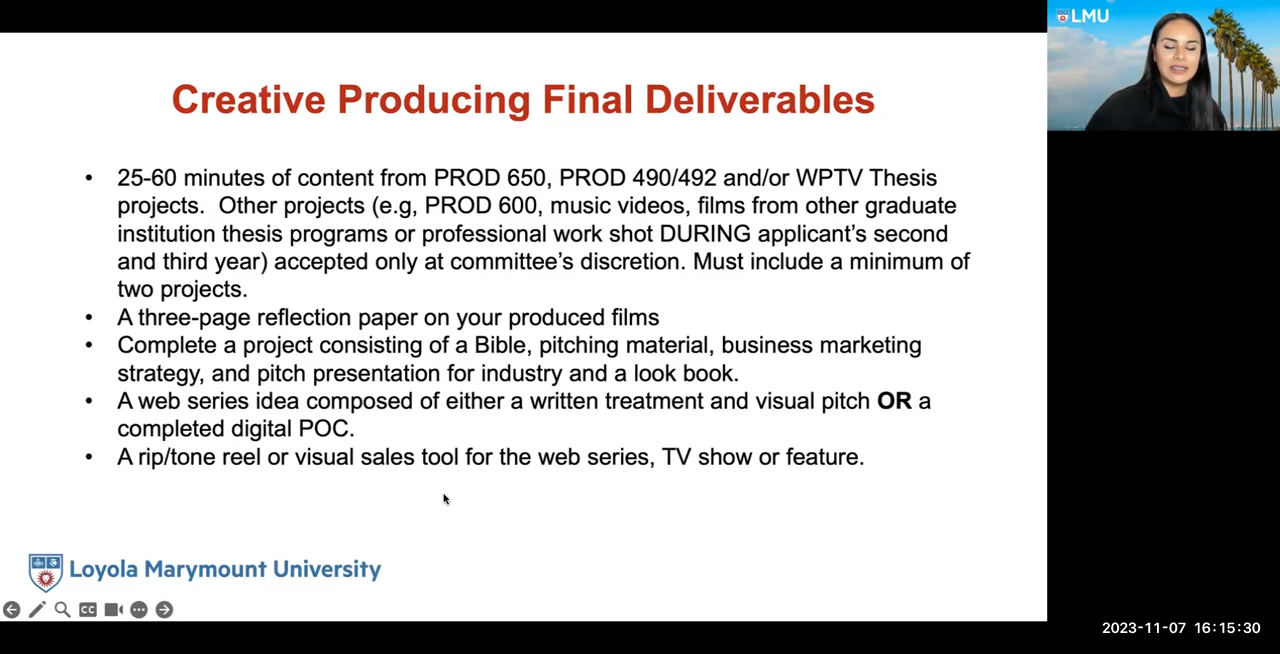 LMU
Creative Producing Final Deliverables
• 25-60 minutes of content from PROD 650, PROD 490/492 and/or WPTV Thesis
projects.  Other projects (e.g, PROD 600, music videos, films from other graduate
institution thesis programs or professional work shot DURING applicant's second
and third year) accepted only at committee's discretion. Must include a minimum of
two projects.
• A three-page reflection paper on your produced films
• Complete a project consisting of a Bible, pitching material, business marketing
strategy, and pitch presentation for industry and a look book.
• A web series idea composed of either a written treatment and visual pitch OR a
completed digital POC.
• A rip/tone reel or visual sales tool for the web series, TV show or feature.
Loyola Marymount University
CC
2023-11-07 16:15:30